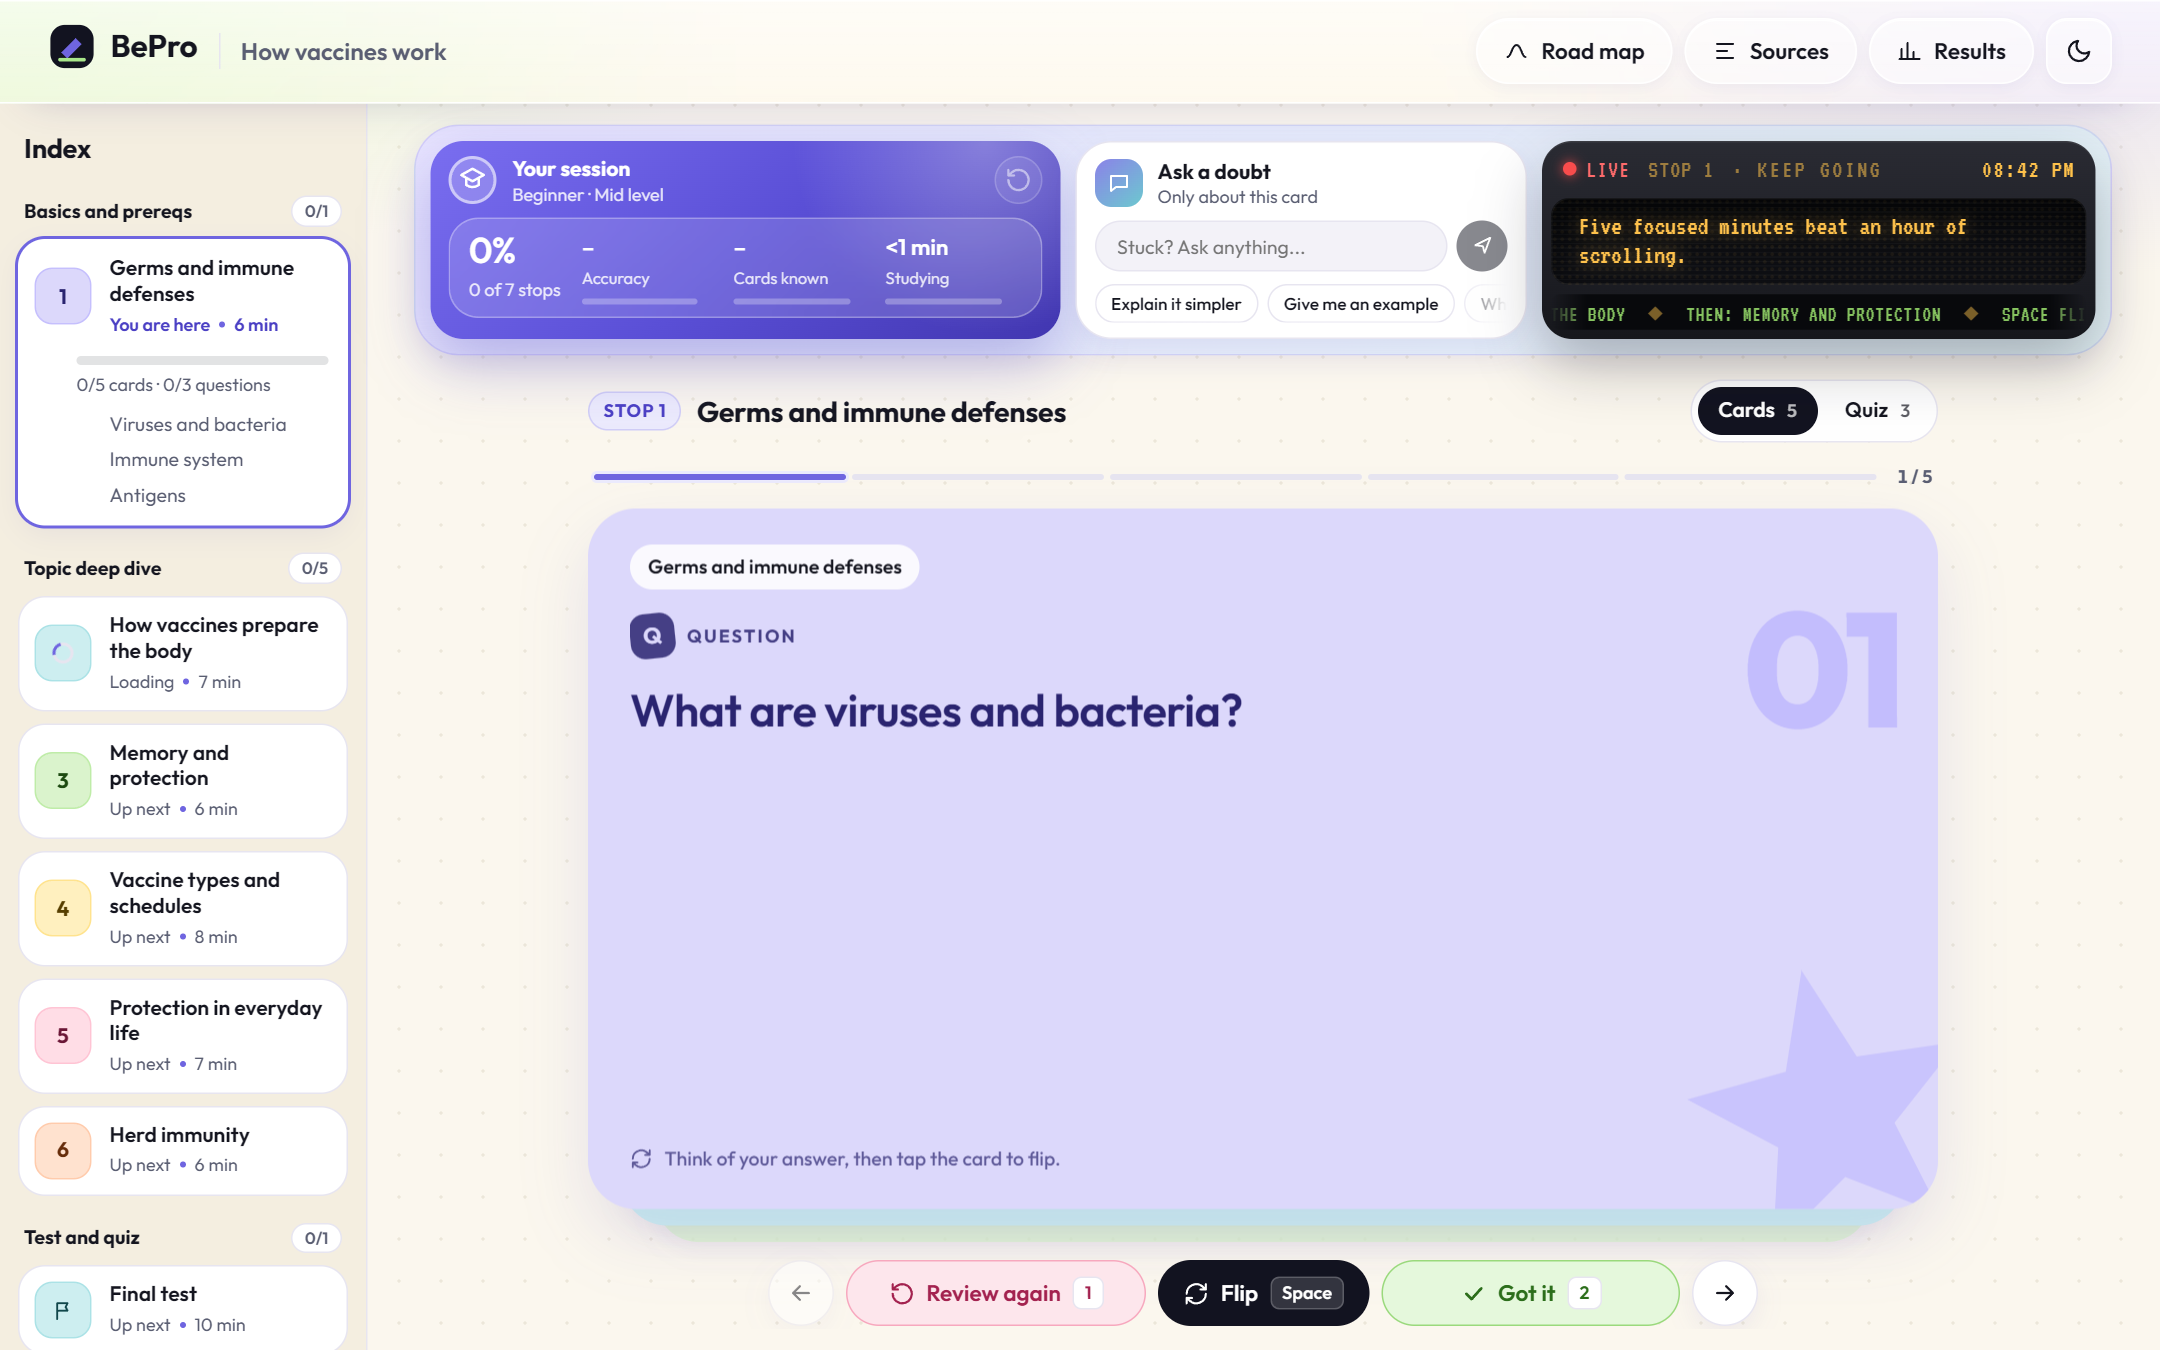 BePro
How vaccines work
Road map
Sources
Results
Index
Basics and prereqs 0/1
1
Germs and immune
defenses
You are here • 6 min
0/5 cards · 0/3 questions
Viruses and bacteria
Immune system
Antigens
Topic deep dive 0/5
How vaccines prepare
the body
Loading • 7 min
3
Memory and
protection
Up next • 6 min
4
Vaccine types and
schedules
Up next • 8 min
5
Protection in everyday
life
Up next • 7 min
6
Herd immunity
Up next • 6 min
Test and quiz 0/1
Final test
Up next • 10 min
Your session
Beginner · Mid level
0%
0 of 7 stops
–
Accuracy
–
Cards known
<1 min
Studying
Ask a doubt
Only about this card
Stuck? Ask anything...
Explain it simpler
Give me an example
LIVE STOP 1 · KEEP GOING 08:42 PM
Five focused minutes beat an hour of
scrolling.
THE BODY ◆ THEN: MEMORY AND PROTECTION ◆ SPACE
STOP 1 Germs and immune defenses
Cards 5
Quiz 3
1 / 5
Germs and immune defenses
Q QUESTION
01
What are viruses and bacteria?
Think of your answer, then tap the card to flip.
Review again 1
Flip Space
Got it 2